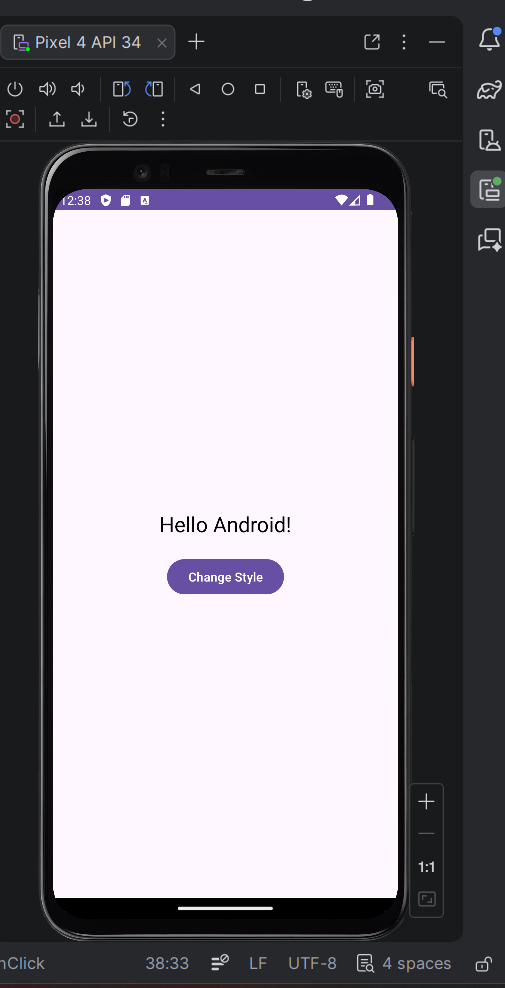 Pixel 4 API 34
12:38
Hello Android!
Change Style
1:1
nClick
38:33 LF UTF-8 4 spaces